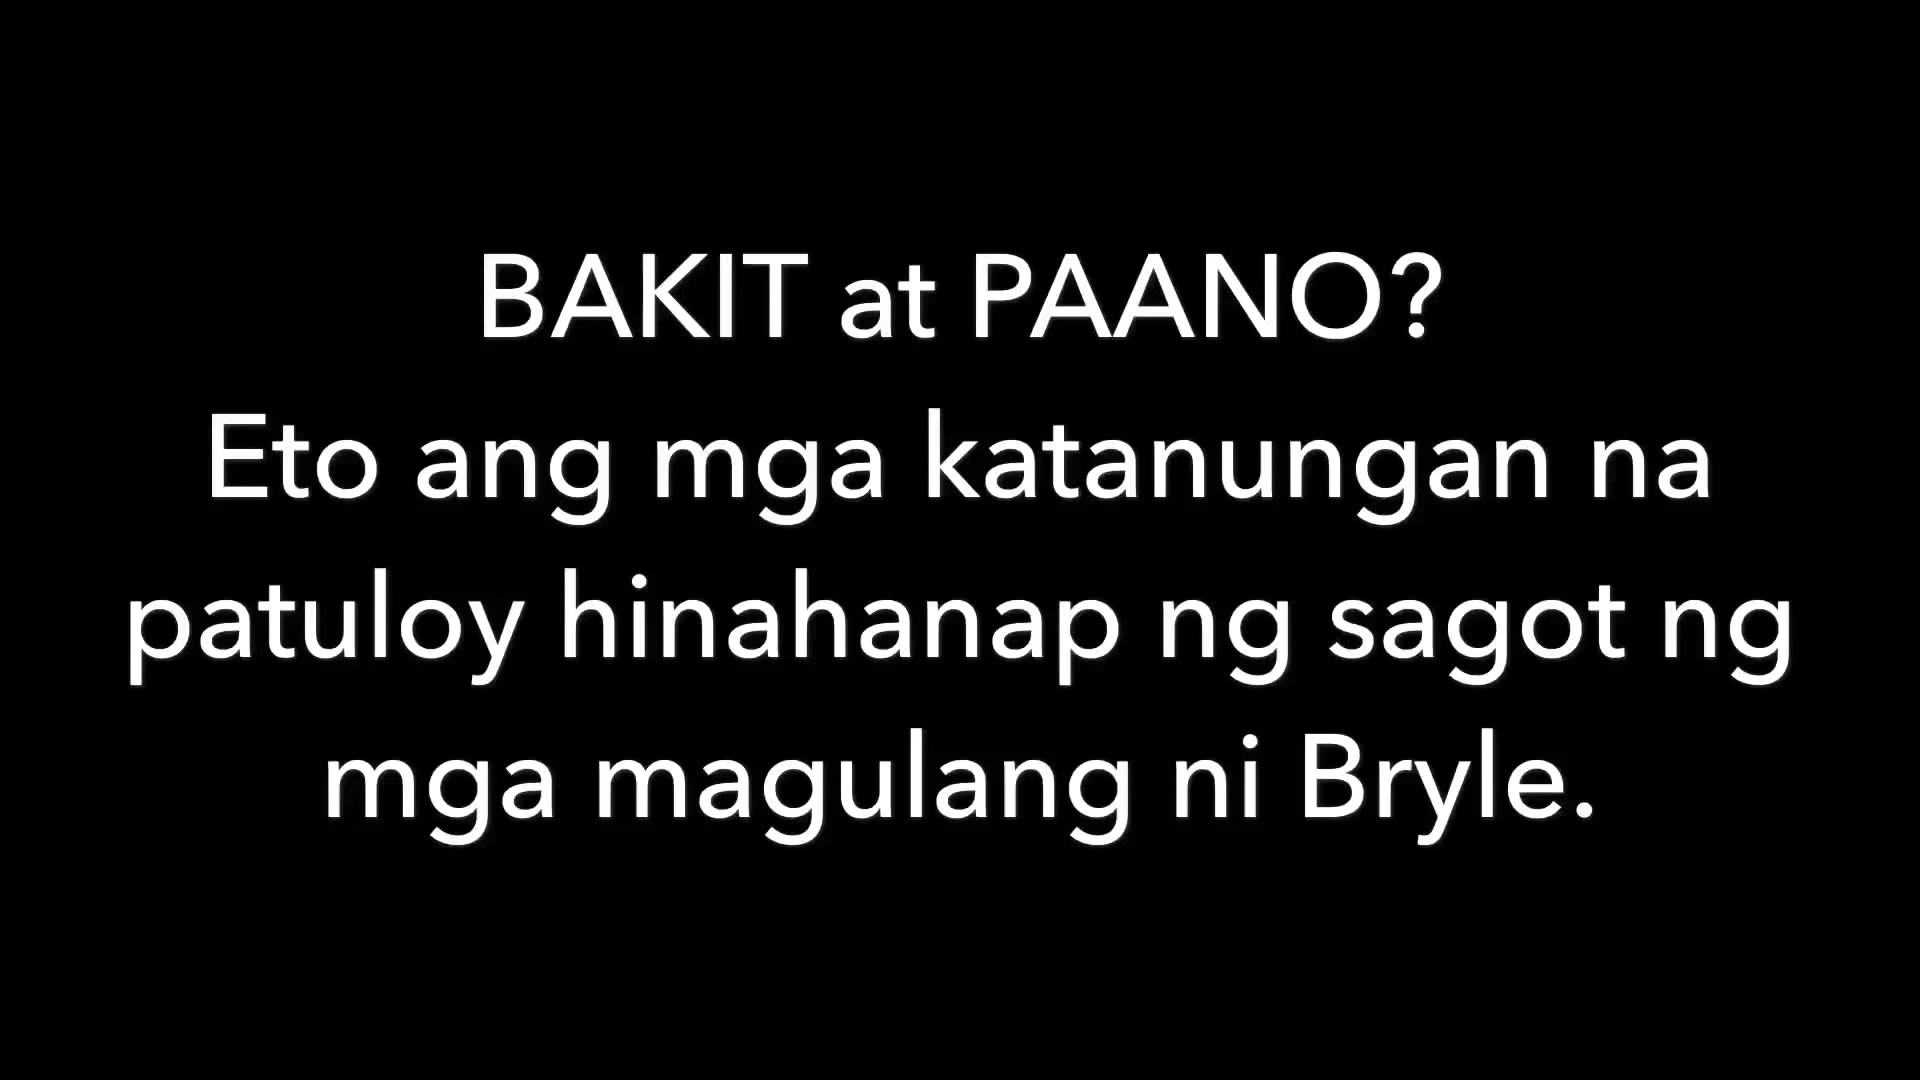 BAKIT at PAANO?
Eto ang mga katanungan na
patuloy hinahanap ng sagot ng
mga magulang ni Bryle.